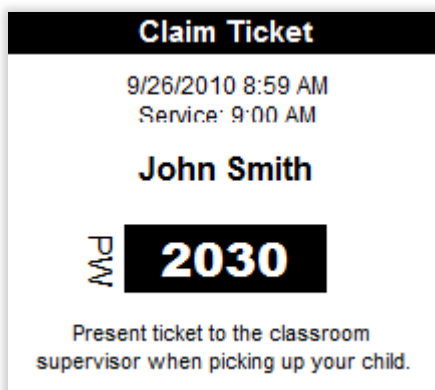 Claim Ticket
9/26/2010 8:59 AM
Service: 9:00 AM
John Smith
PW
2030
Present ticket to the classroom
supervisor when picking up your child.